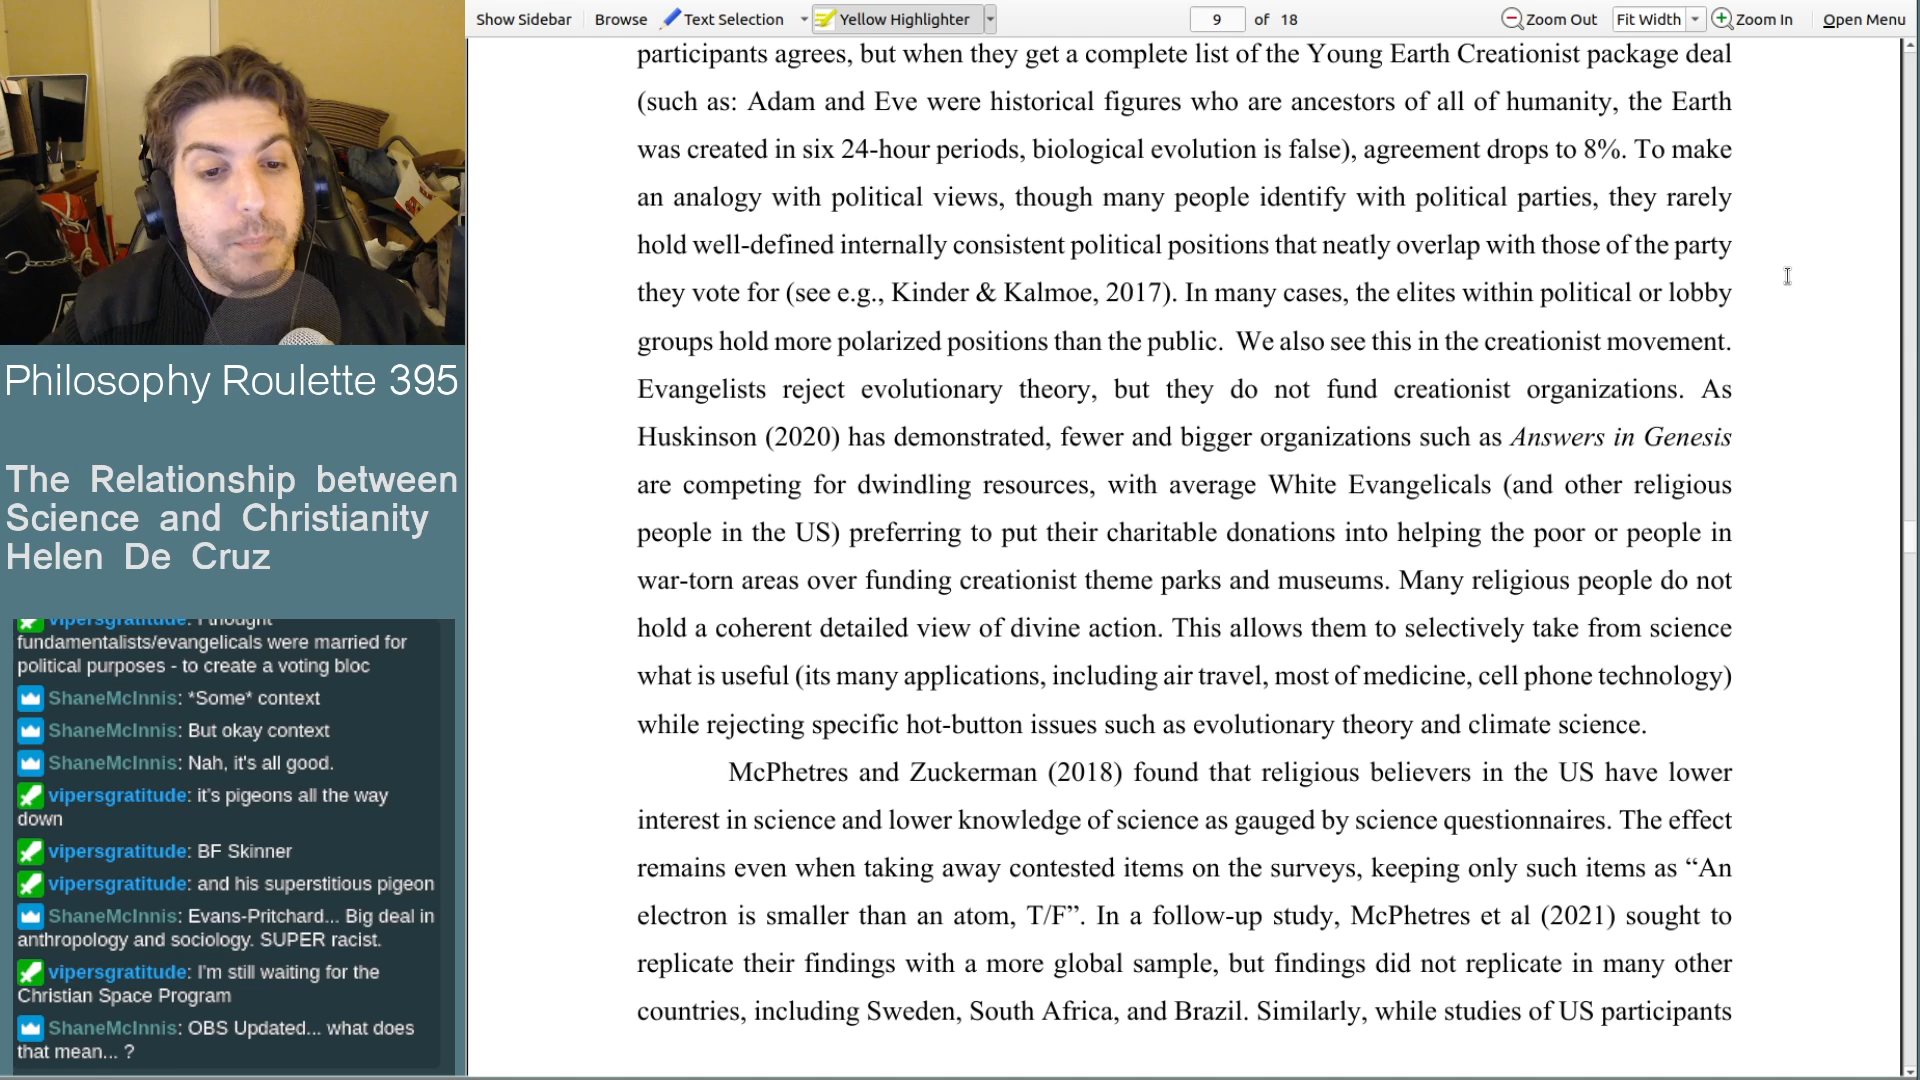 Show Sidebar Browse Text Selection Yellow Highlighter 9 of 18 Zoom Out Fit Width Zoom In Open Menu
participants agrees, but when they get a complete list of the Young Earth Creationist package deal
(such as: Adam and Eve were historical figures who are ancestors of all of humanity, the Earth
was created in six 24-hour periods, biological evolution is false), agreement drops to 8%. To make
an analogy with political views, though many people identify with political parties, they rarely
hold well-defined internally consistent political positions that neatly overlap with those of the party
they vote for (see e.g., Kinder & Kalmoe, 2017). In many cases, the elites within political or lobby
groups hold more polarized positions than the public. We also see this in the creationist movement.
Evangelists reject evolutionary theory, but they do not fund creationist organizations. As
Huskinson (2020) has demonstrated, fewer and bigger organizations such as Answers in Genesis
are competing for dwindling resources, with average White Evangelicals (and other religious
people in the US) preferring to put their charitable donations into helping the poor or people in
war-torn areas over funding creationist theme parks and museums. Many religious people do not
hold a coherent detailed view of divine action. This allows them to selectively take from science
what is useful (its many applications, including air travel, most of medicine, cell phone technology)
while rejecting specific hot-button issues such as evolutionary theory and climate science.
McPhetres and Zuckerman (2018) found that religious believers in the US have lower
interest in science and lower knowledge of science as gauged by science questionnaires. The effect
remains even when taking away contested items on the surveys, keeping only such items as “An
electron is smaller than an atom, T/F”. In a follow-up study, McPhetres et al (2021) sought to
replicate their findings with a more global sample, but findings did not replicate in many other
countries, including Sweden, South Africa, and Brazil. Similarly, while studies of US participants
Philosophy Roulette 395
The Relationship between
Science and Christianity
Helen De Cruz
vipersgratitude: I thought
fundamentalists/evangelicals were married for
political purposes - to create a voting bloc
ShaneMcInnis: *Some* context
ShaneMcInnis: But okay context
ShaneMcInnis: Nah, it's all good.
vipersgratitude: it's pigeons all the way
down
vipersgratitude: BF Skinner
vipersgratitude: and his superstitious pigeon
ShaneMcInnis: Evans-Pritchard... Big deal in
anthropology and sociology. SUPER racist.
vipersgratitude: I'm still waiting for the
Christian Space Program
ShaneMcInnis: OBS Updated... what does
that mean... ?